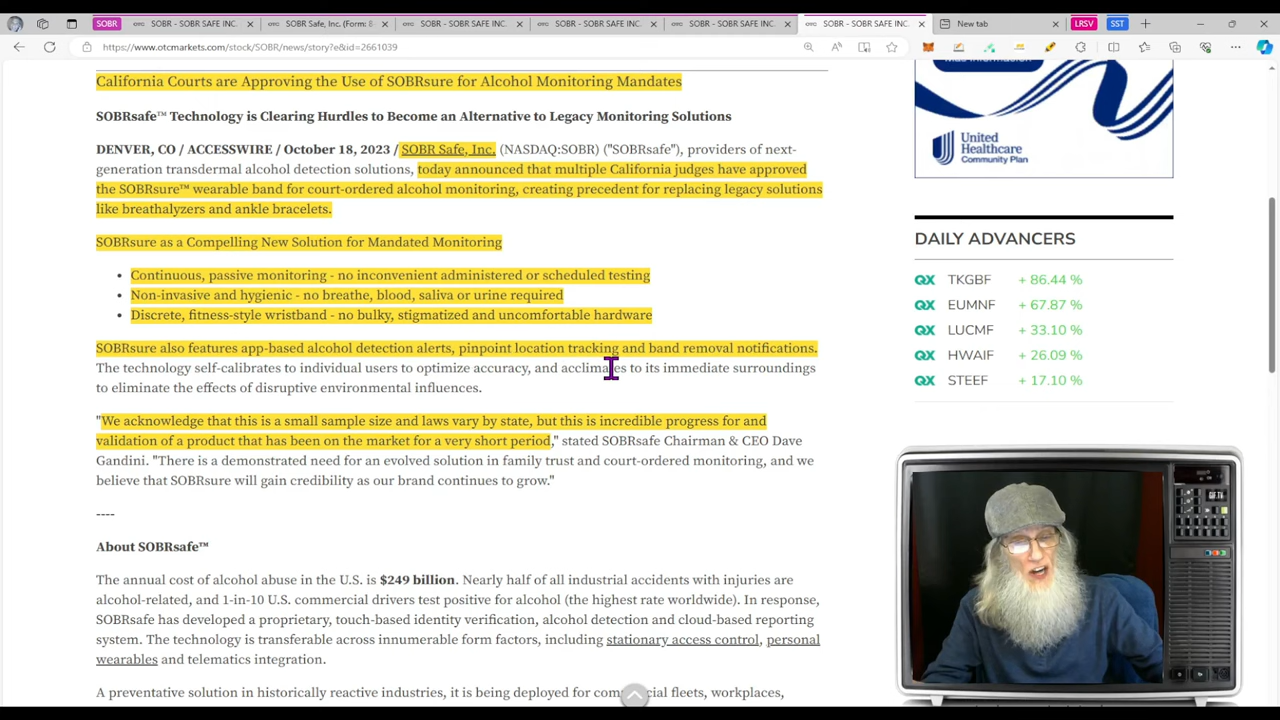 SOBR
SOBR - SOBR SAFE INC.
SOBR Safe, Inc. (Form: 8-
SOBR - SOBR SAFE INC.
SOBR - SOBR SAFE INC.
SOBR - SOBR SAFE INC.
SOBR - SOBR SAFE INC.
New tab
LRSV
SST
https://www.otcmarkets.com/stock/SOBR/news/story?e&id=2661039
California Courts are Approving the Use of SOBRsure for Alcohol Monitoring Mandates
SOBRsafe™ Technology is Clearing Hurdles to Become an Alternative to Legacy Monitoring Solutions
DENVER, CO / ACCESSWIRE / October 18, 2023 / SOBR Safe, Inc. (NASDAQ:SOBR) ("SOBRsafe"), providers of next-
generation transdermal alcohol detection solutions, today announced that multiple California judges have approved
the SOBRsure™ wearable band for court-ordered alcohol monitoring, creating precedent for replacing legacy solutions
like breathalyzers and ankle bracelets.
SOBRsure as a Compelling New Solution for Mandated Monitoring
• Continuous, passive monitoring - no inconvenient administered or scheduled testing
• Non-invasive and hygienic - no breathe, blood, saliva or urine required
• Discrete, fitness-style wristband - no bulky, stigmatized and uncomfortable hardware
SOBRsure also features app-based alcohol detection alerts, pinpoint location tracking and band removal notifications.
The technology self-calibrates to individual users to optimize accuracy, and acclimates to its immediate surroundings
to eliminate the effects of disruptive environmental influences.
"We acknowledge that this is a small sample size and laws vary by state, but this is incredible progress for and
validation of a product that has been on the market for a very short period," stated SOBRsafe Chairman & CEO Dave
Gandini. "There is a demonstrated need for an evolved solution in family trust and court-ordered monitoring, and we
believe that SOBRsure will gain credibility as our brand continues to grow."
----
About SOBRsafe™
The annual cost of alcohol abuse in the U.S. is $249 billion. Nearly half of all industrial accidents with injuries are
alcohol-related, and 1-in-10 U.S. commercial drivers test positive for alcohol (the highest rate worldwide). In response,
SOBRsafe has developed a proprietary, touch-based identity verification, alcohol detection and cloud-based reporting
system. The technology is transferable across innumerable form factors, including stationary access control, personal
wearables and telematics integration.
A preventative solution in historically reactive industries, it is being deployed for commercial fleets, workplaces,
United
Healthcare
Community Plan
DAILY ADVANCERS
QX TKGBF + 86.44 %
QX EUMNF + 67.87 %
QX LUCMF + 33.10 %
QX HWAIF + 26.09 %
QX STEEF + 17.10 %